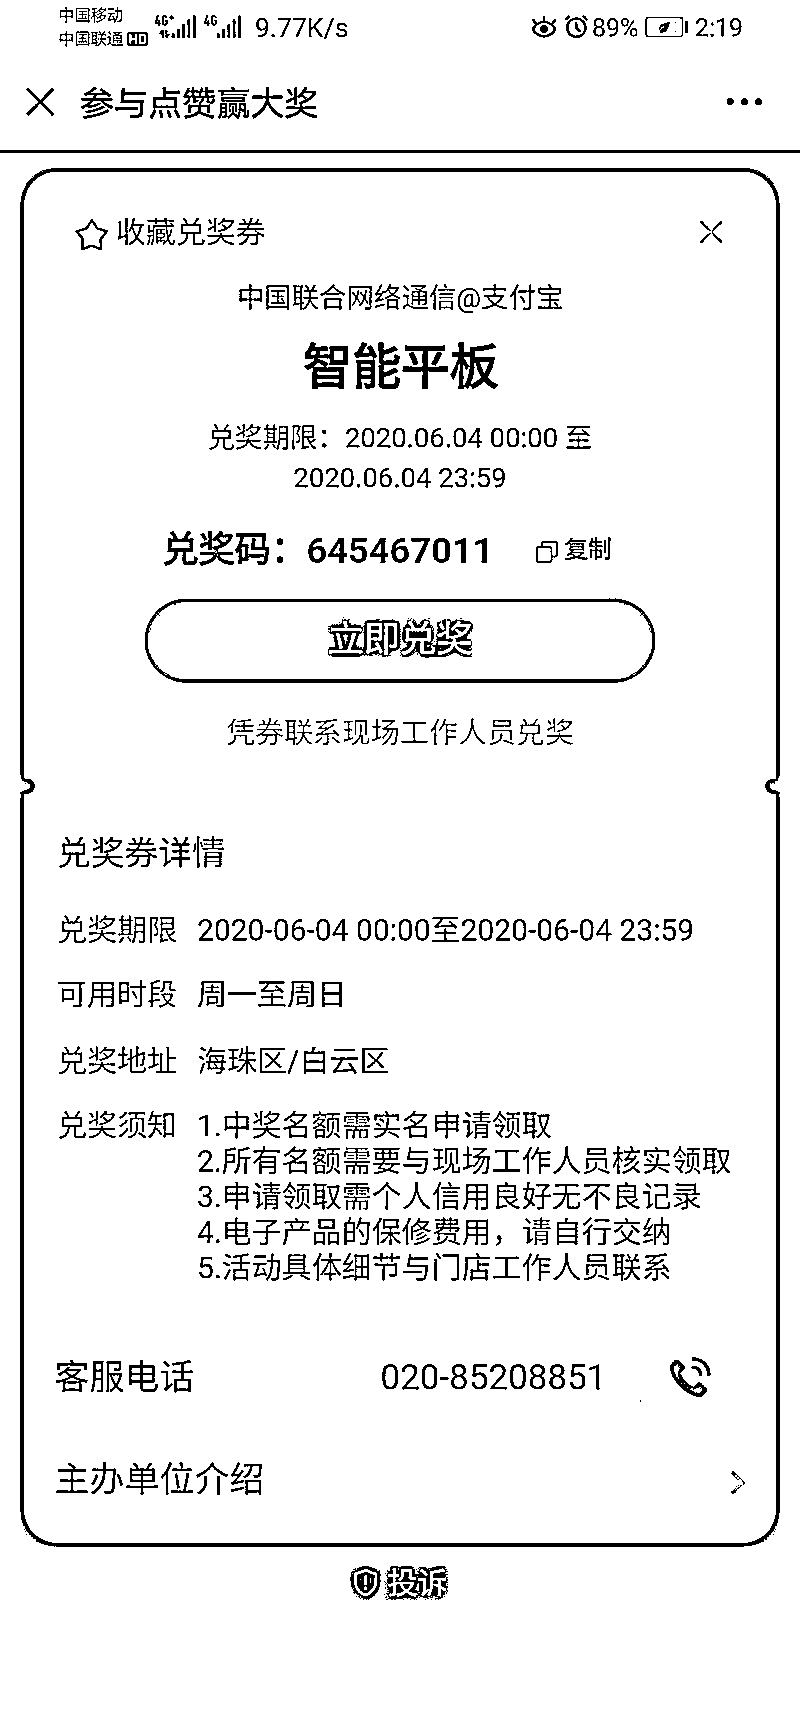 中国移动 4G+ 4G 9.77K/s 89% 2:19
中国联通 HD
参与点赞赢大奖
收藏兑奖券
中国联合网络通信@支付宝
智能平板
兑奖期限：2020.06.04 00:00 至
2020.06.04 23:59
兑奖码：645467011 复制
立即兑奖
凭券联系现场工作人员兑奖
兑奖券详情
兑奖期限 2020-06-04 00:00至2020-06-04 23:59
可用时段 周一至周日
兑奖地址 海珠区/白云区
兑奖须知 1.中奖名额需实名申请领取
2.所有名额需要与现场工作人员核实领取
3.申请领取需个人信用良好无不良记录
4.电子产品的保修费用，请自行交纳
5.活动具体细节与门店工作人员联系
客服电话 020-85208851
主办单位介绍
投诉